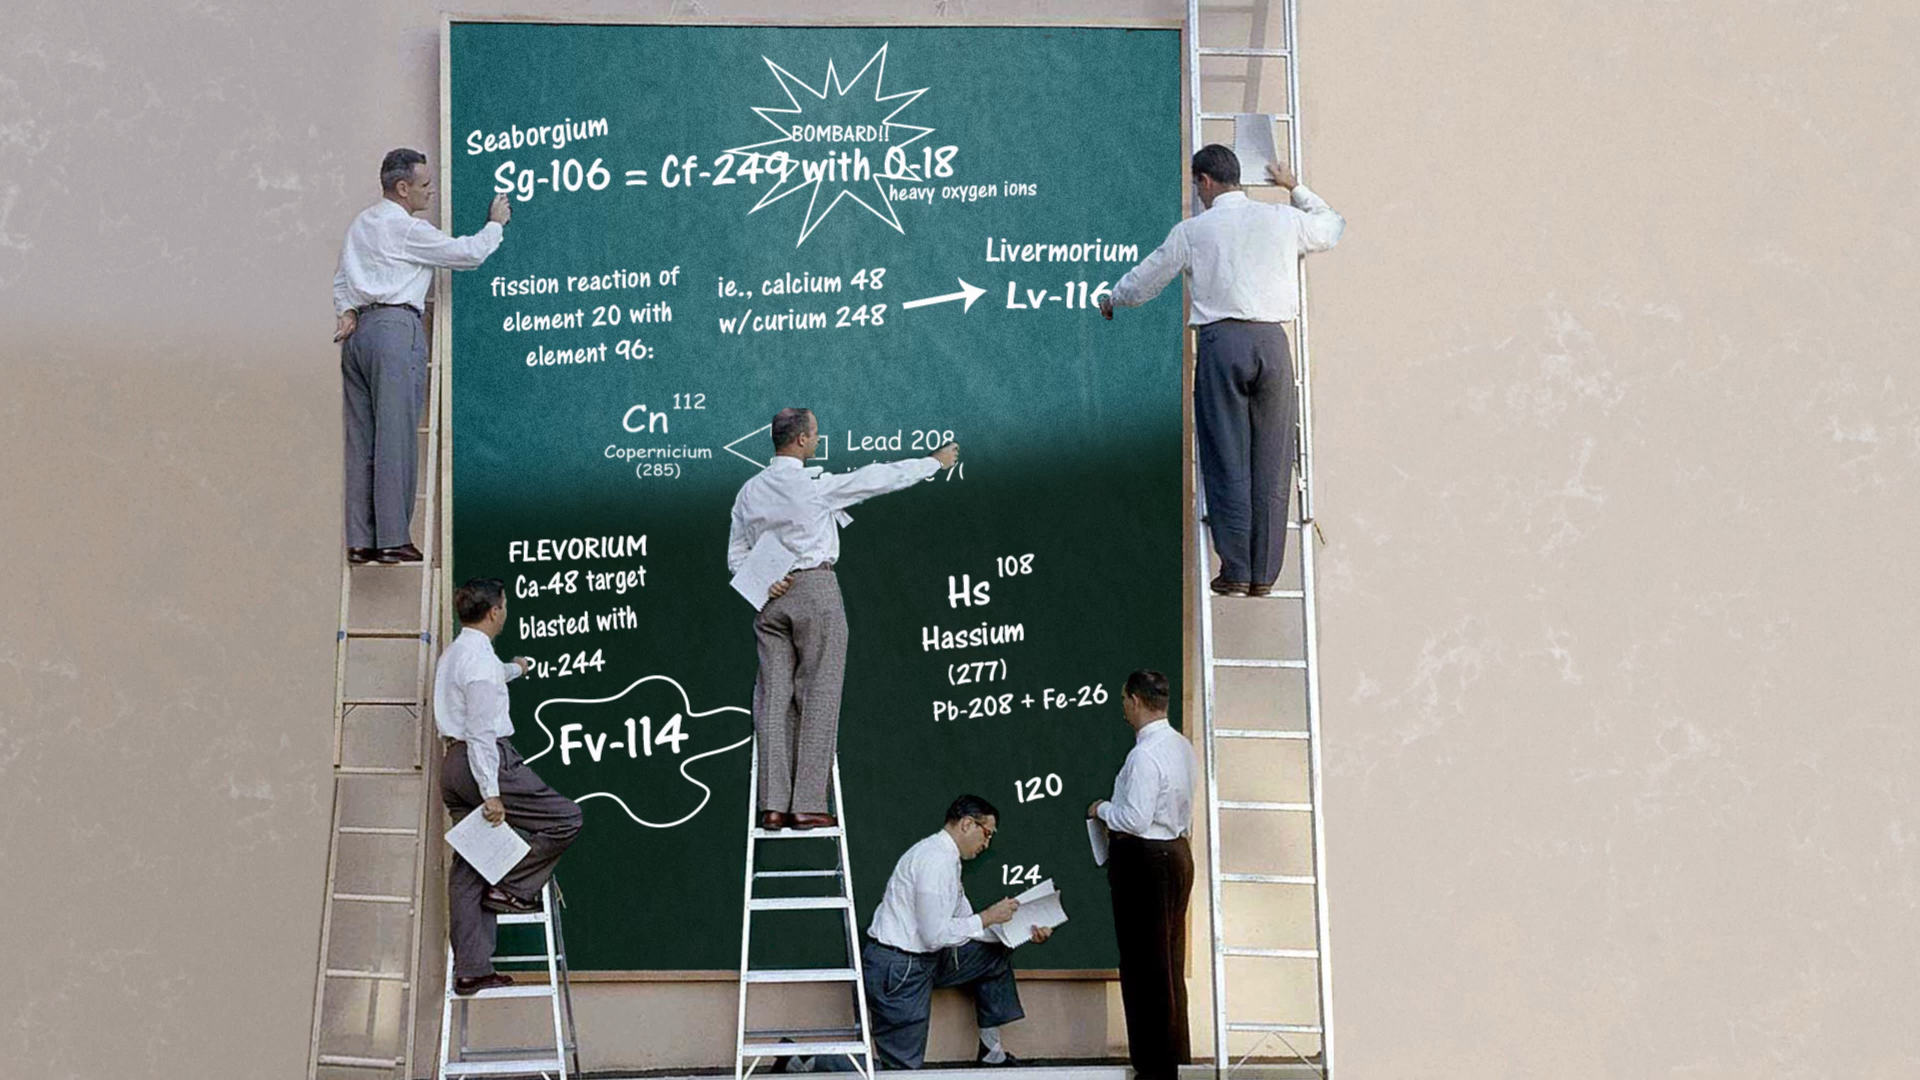 BOMBARD!!
Seaborgium
Sg-106 = Cf-249 with O-18
heavy oxygen ions
fission reaction of
element 20 with
element 96:
ie., calcium 48
w/curium 248
Livermorium
Lv-116
Cn 112
Copernicium
(285)
Lead 208
FLEVORIUM
Ca-48 target
blasted with
Pu-244
Fv-114
Hs 108
Hassium
(277)
Pb-208 + Fe-26
120
124